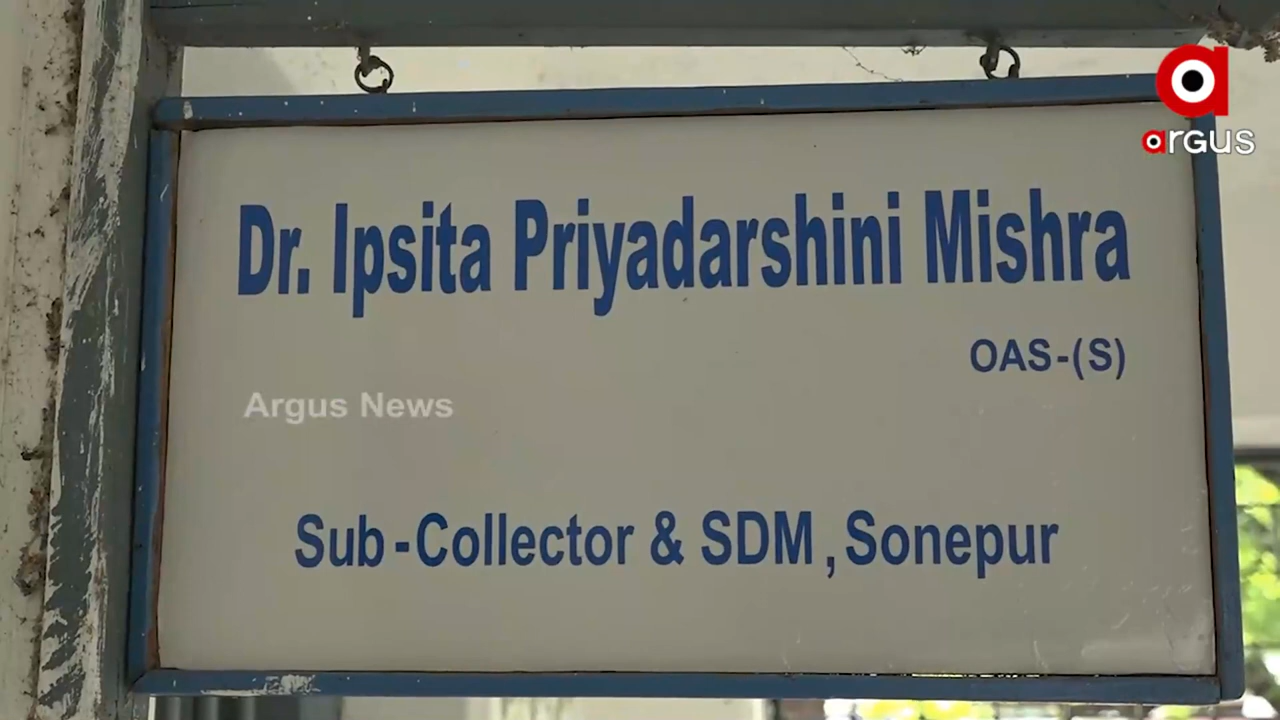 argus
Dr. Ipsita Priyadarshini Mishra
OAS-(S)
Argus News
Sub-Collector & SDM, Sonepur